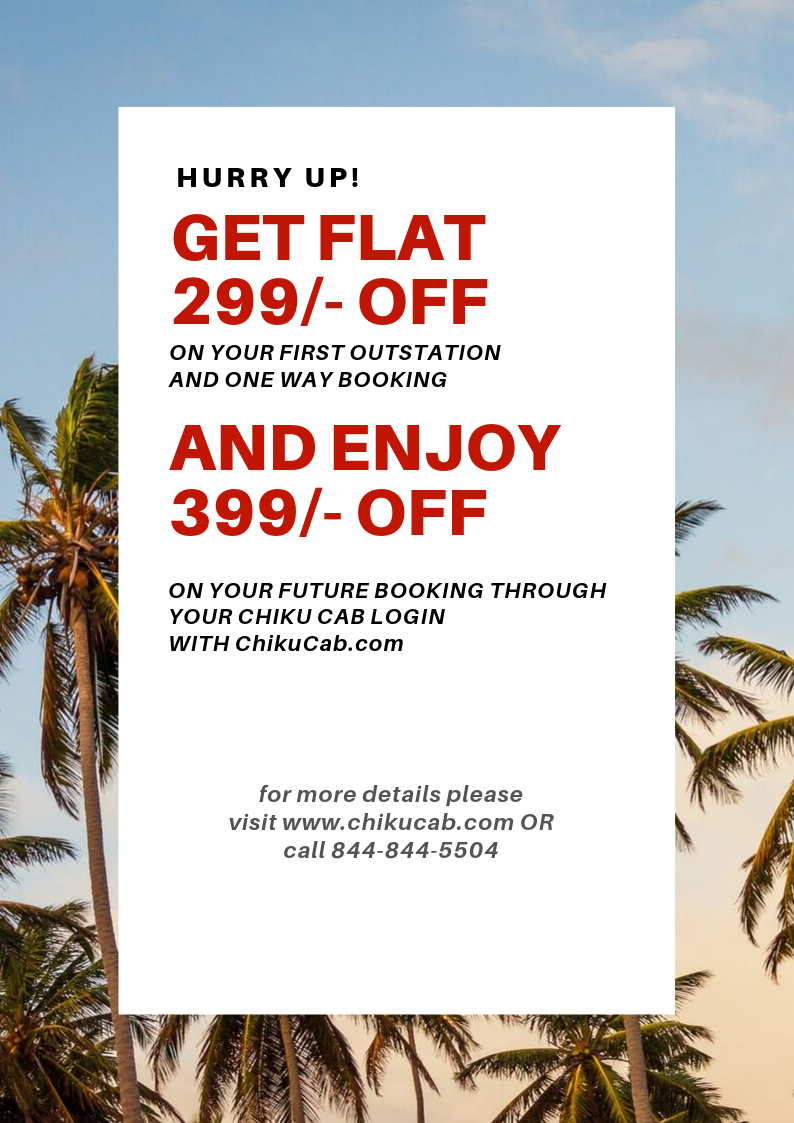 HURRY UP!
GET FLAT
299/- OFF
ON YOUR FIRST OUTSTATION
AND ONE WAY BOOKING
AND ENJOY
399/- OFF
ON YOUR FUTURE BOOKING THROUGH
YOUR CHIKU CAB LOGIN
WITH ChikuCab.com
for more details please
visit www.chikucab.com OR
call 844-844-5504